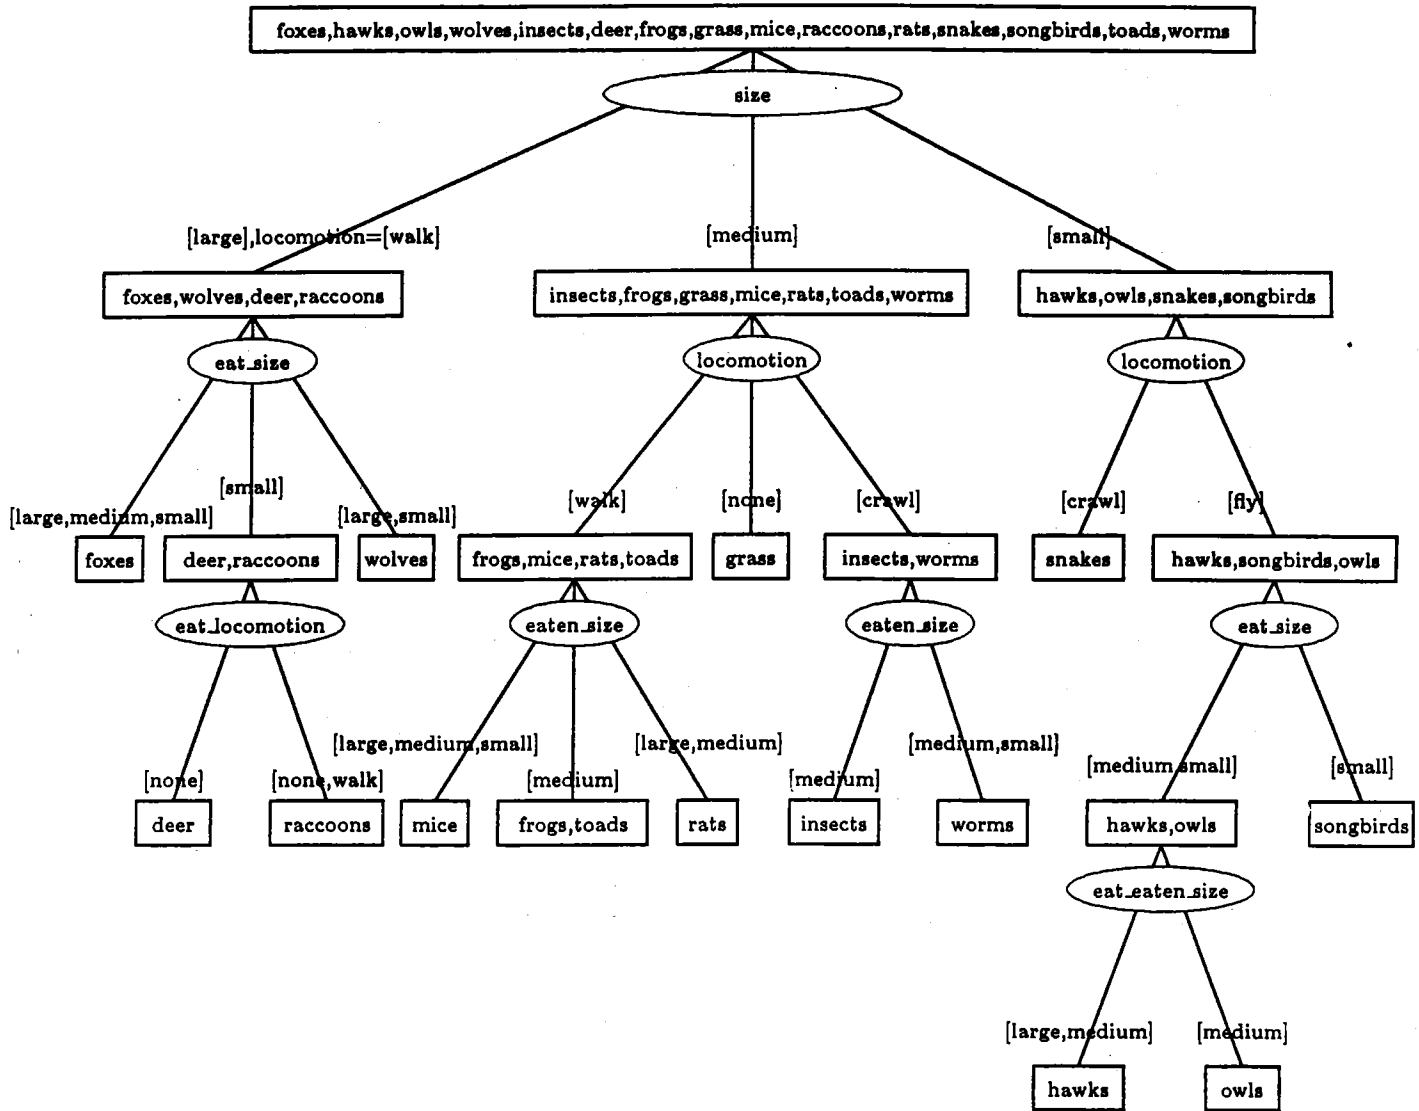 foxes,hawks,owls,wolves,insects,deer,frogs,grass,mice,raccoons,rats,snakes,songbirds,toads,worms
size
[large],locomotion=[walk]
[medium]
[small]
foxes,wolves,deer,raccoons
insects,frogs,grass,mice,rats,toads,worms
hawks,owls,snakes,songbirds
eat_size
locomotion
locomotion
[large,medium,small]
[small]
[large,small]
[walk]
[none]
[crawl]
[crawl]
[fly]
foxes
deer,raccoons
wolves
frogs,mice,rats,toads
grass
insects,worms
snakes
hawks,songbirds,owls
eat_locomotion
eaten_size
eaten_size
eat_size
[none]
[none,walk]
[large,medium,small]
[medium]
[large,medium]
[medium]
[medium,small]
[medium,small]
[small]
deer
raccoons
mice
frogs,toads
rats
insects
worms
hawks,owls
songbirds
eat_eaten_size
[large,medium]
[medium]
hawks
owls